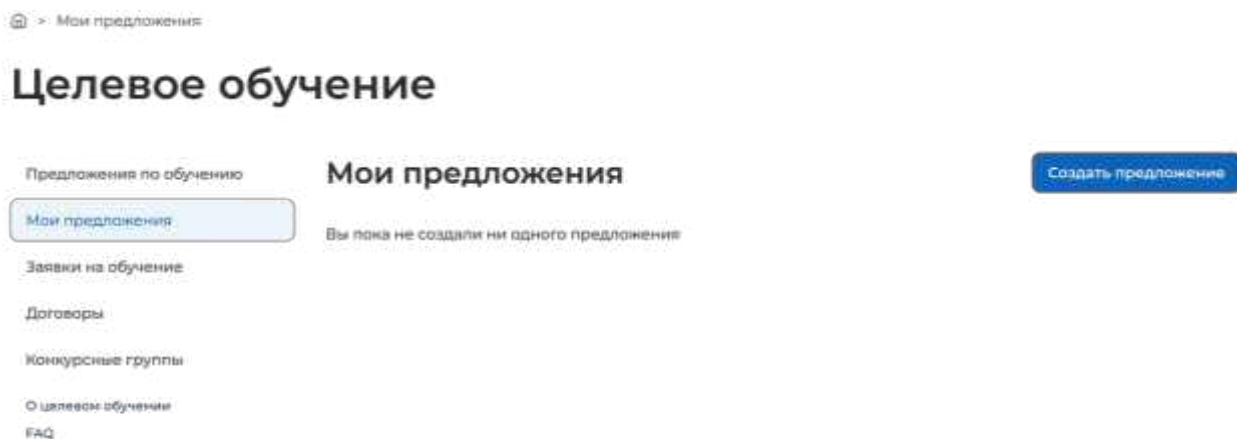 > Мои предложения
Целевое обучение
Предложения по обучению
Мои предложения
Заявки на обучение
Договоры
Конкурсные группы
О целевом обучении
FAQ
Мои предложения
Создать предложение
Вы пока не создали ни одного предложения